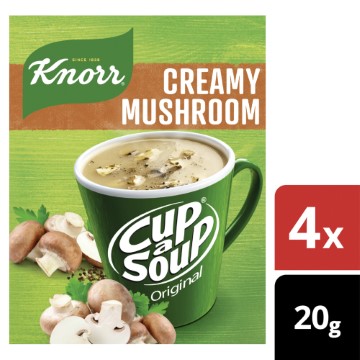 SINCE 1838
Knorr
CREAMY
MUSHROOM
CUP
a
SOUP
Original
4x
20g